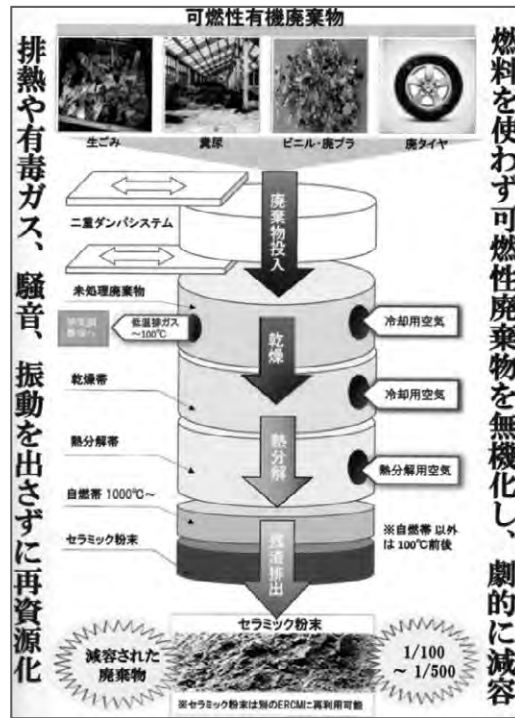 可燃性有機廃棄物
燃料を使わず可燃性廃棄物を無機化し、劇的に減容
排熱や有毒ガス、騒音、振動を出さずに再資源化
生ごみ
糞尿
ビニル・廃プラ
廃タイヤ
二重ダンパシステム
廃棄物投入
未処理廃棄物
低温排ガス
～100℃
冷却用空気
乾燥
乾燥帯
冷却用空気
熱分解帯
熱分解
熱分解用空気
自燃帯 1000℃～
セラミック粉末
残渣排出
※自燃帯 以外
は 100℃前後
セラミック粉末
減容された
廃棄物
1/100
～ 1/500
※セラミック粉末は別のERCMに再利用可能